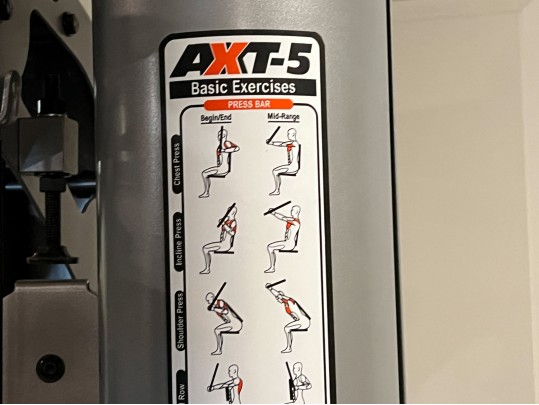 AXT-5
Basic Exercises
PRESS BAR
Begin/End Mid-Range
Chest Press
Incline Press
Shoulder Press
Row